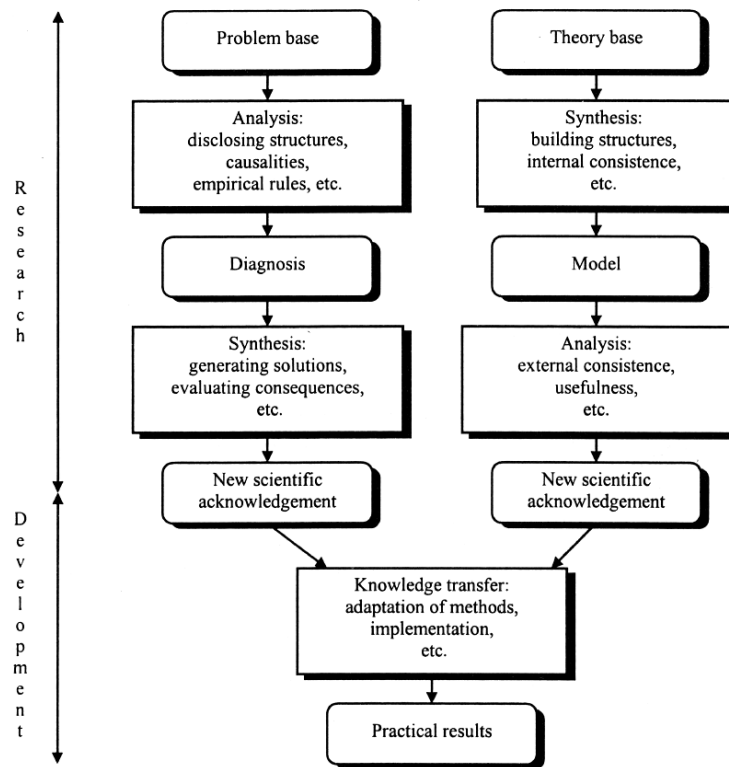 Problem base
Theory base
Analysis:
disclosing structures,
causalities,
empirical rules, etc.
Synthesis:
building structures,
internal consistence,
etc.
Diagnosis
Model
Synthesis:
generating solutions,
evaluating consequences,
etc.
Analysis:
external consistence,
usefulness,
etc.
New scientific
acknowledgement
New scientific
acknowledgement
Research
Knowledge transfer:
adaptation of methods,
implementation,
etc.
Practical results
Development